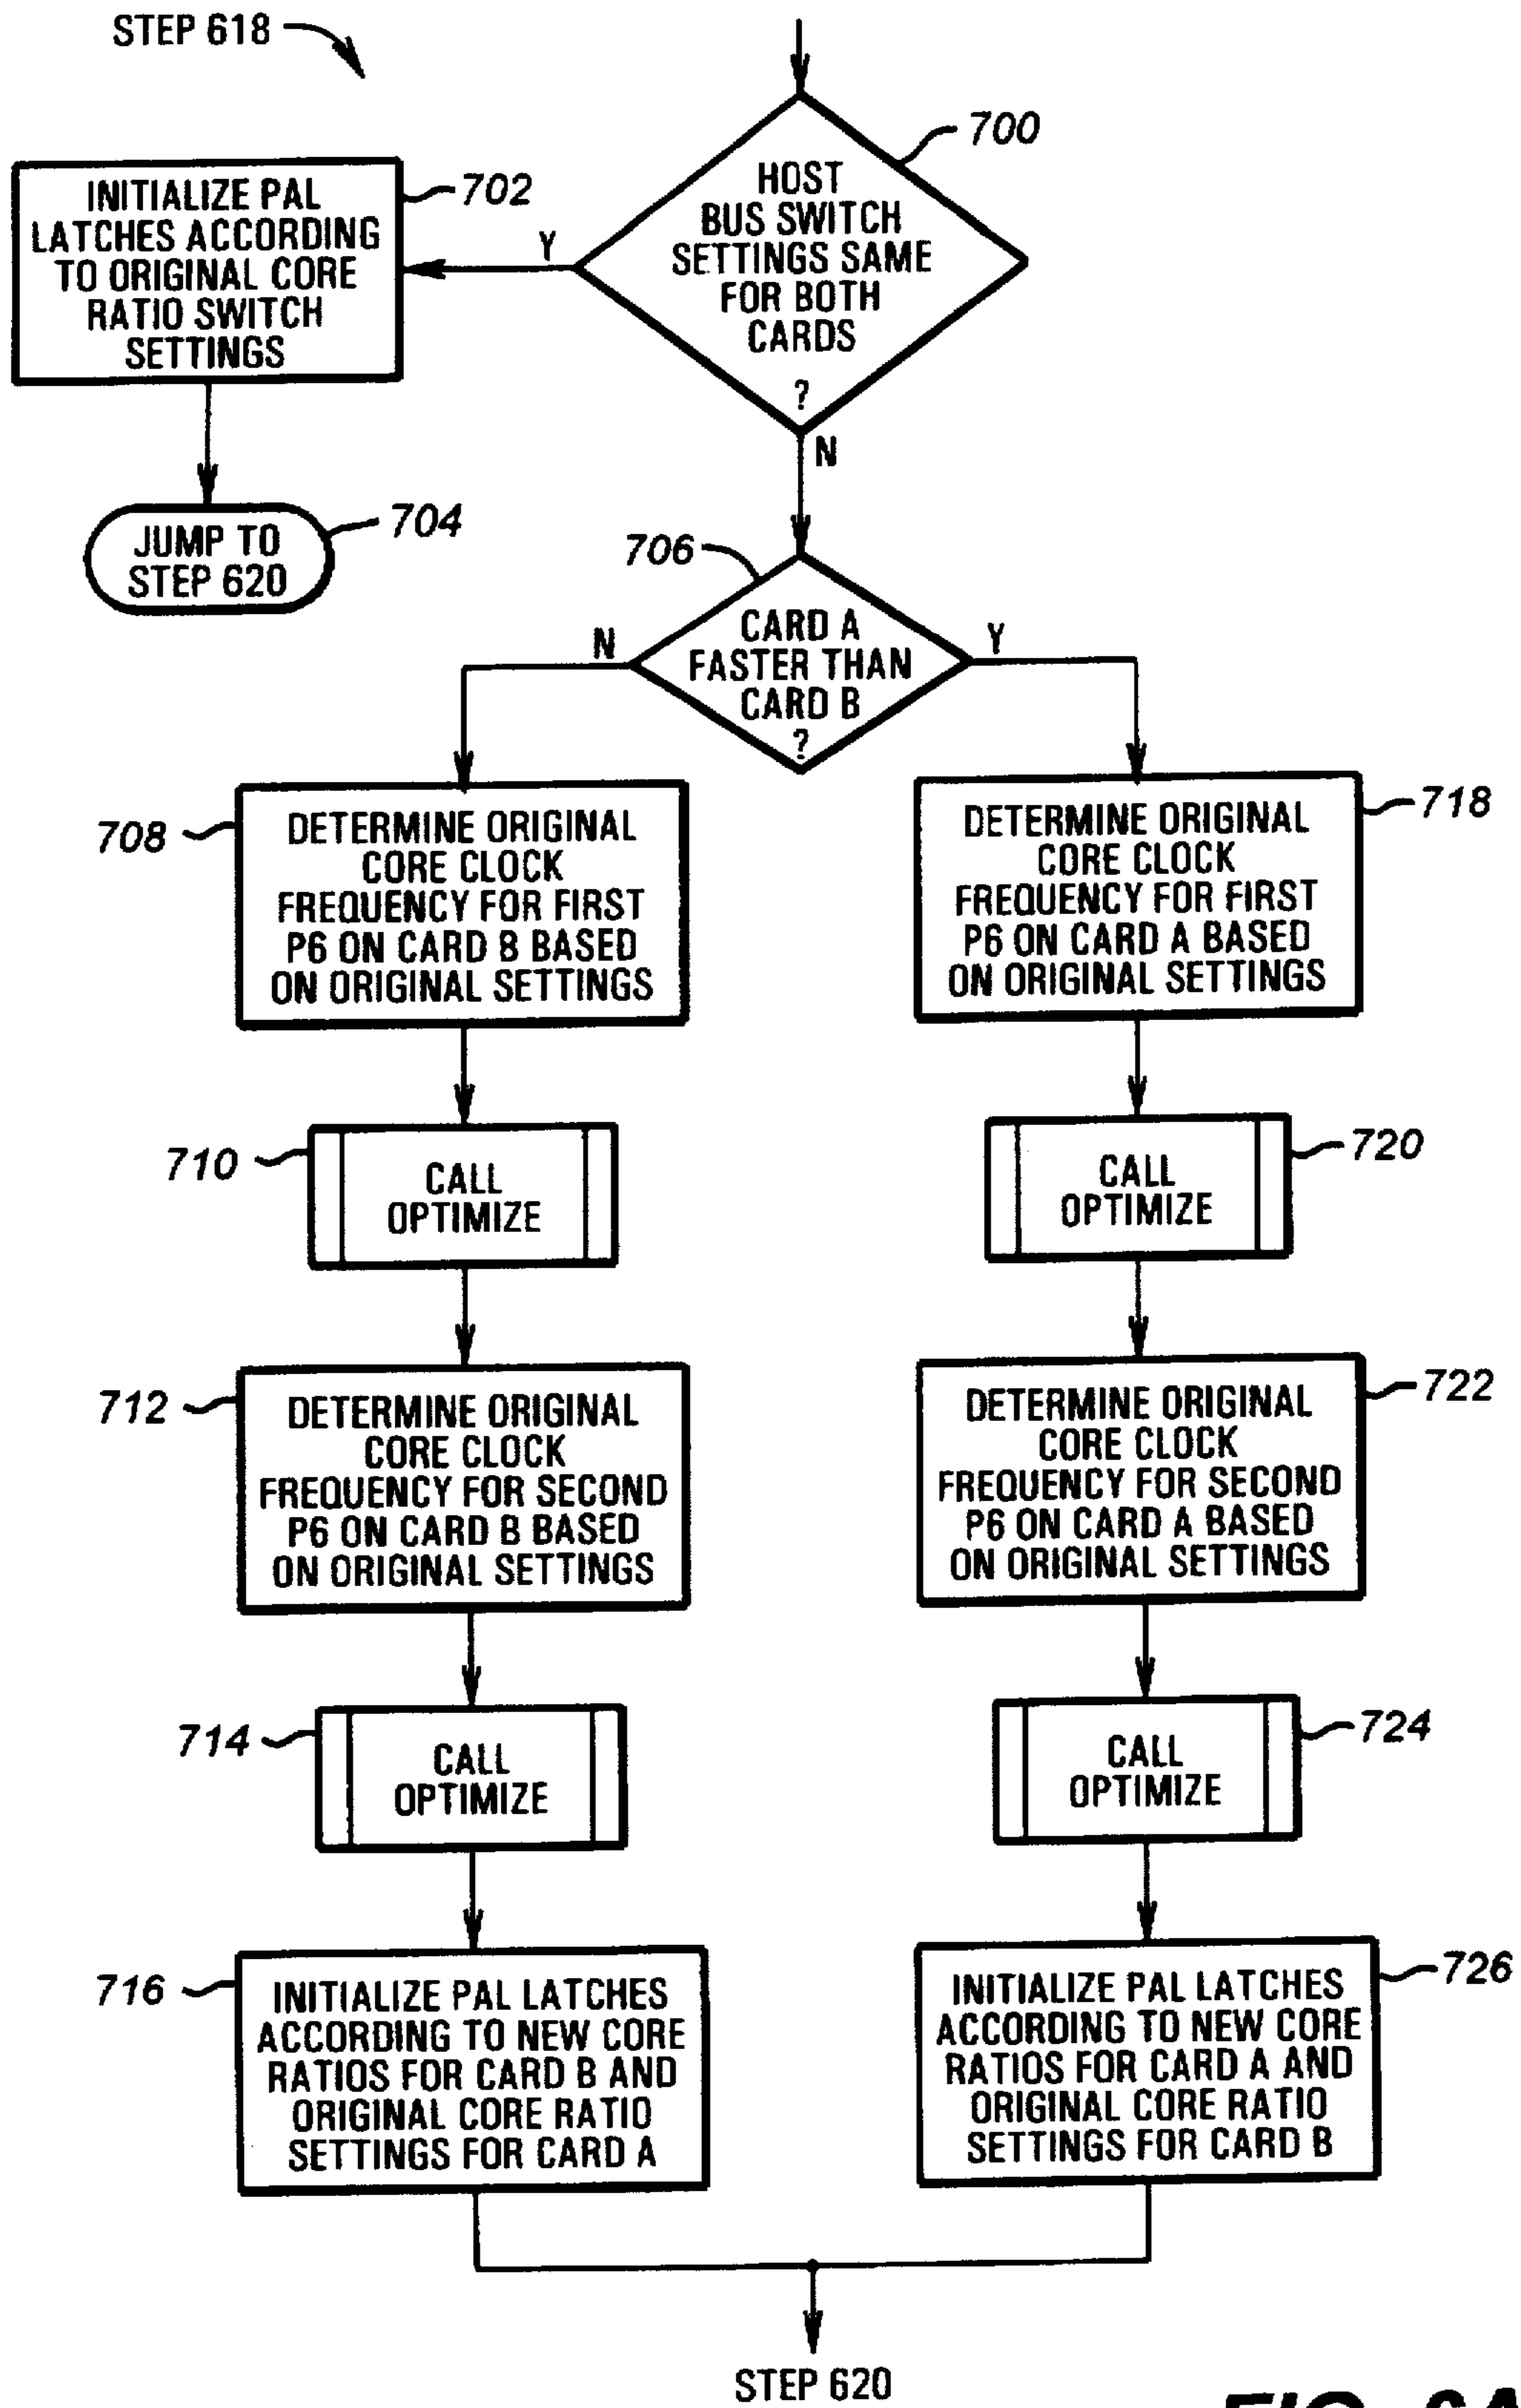 STEP 618
700
HOST
BUS SWITCH
SETTINGS SAME
FOR BOTH
CARDS
?
Y
N
702
INITIALIZE PAL
LATCHES ACCORDING
TO ORIGINAL CORE
RATIO SWITCH
SETTINGS
704
JUMP TO
STEP 620
706
CARD A
FASTER THAN
CARD B
?
N
Y
708
DETERMINE ORIGINAL
CORE CLOCK
FREQUENCY FOR FIRST
P6 ON CARD B BASED
ON ORIGINAL SETTINGS
710
CALL
OPTIMIZE
712
DETERMINE ORIGINAL
CORE CLOCK
FREQUENCY FOR SECOND
P6 ON CARD B BASED
ON ORIGINAL SETTINGS
714
CALL
OPTIMIZE
716
INITIALIZE PAL LATCHES
ACCORDING TO NEW CORE
RATIOS FOR CARD B AND
ORIGINAL CORE RATIO
SETTINGS FOR CARD A
718
DETERMINE ORIGINAL
CORE CLOCK
FREQUENCY FOR FIRST
P6 ON CARD A BASED
ON ORIGINAL SETTINGS
720
CALL
OPTIMIZE
722
DETERMINE ORIGINAL
CORE CLOCK
FREQUENCY FOR SECOND
P6 ON CARD A BASED
ON ORIGINAL SETTINGS
724
CALL
OPTIMIZE
726
INITIALIZE PAL LATCHES
ACCORDING TO NEW CORE
RATIOS FOR CARD A AND
ORIGINAL CORE RATIO
SETTINGS FOR CARD B
STEP 620